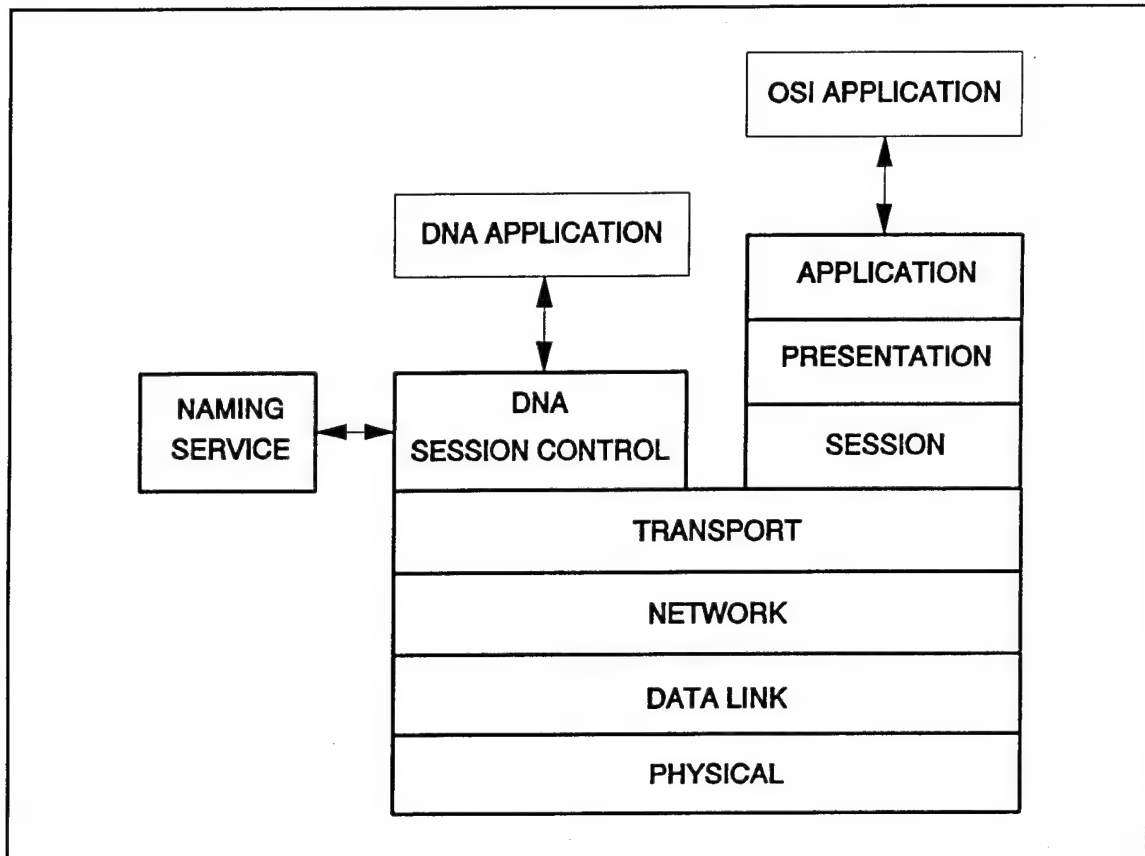 OSI APPLICATION
DNA APPLICATION
APPLICATION
PRESENTATION
NAMING
SERVICE
DNA
SESSION CONTROL
SESSION
TRANSPORT
NETWORK
DATA LINK
PHYSICAL